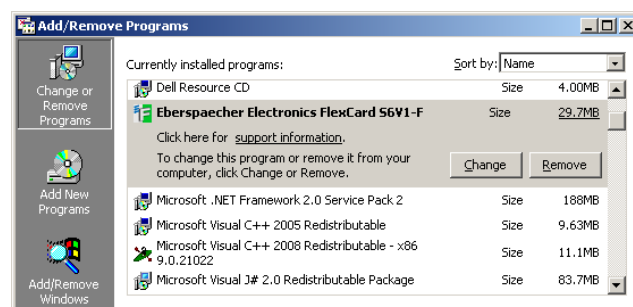 Add/Remove Programs
Change or
Remove
Programs
Add New
Programs
Add/Remove
Windows
Currently installed programs:
Sort by: Name
Dell Resource CD Size 4.00MB
Eberspaecher Electronics FlexCard S6V1-F Size 29.7MB
Click here for support information.
To change this program or remove it from your
computer, click Change or Remove.
Change
Remove
Microsoft .NET Framework 2.0 Service Pack 2 Size 188MB
Microsoft Visual C++ 2005 Redistributable Size 9.63MB
Microsoft Visual C++ 2008 Redistributable - x86
9.0.21022 Size 11.1MB
Microsoft Visual J# 2.0 Redistributable Package Size 83.7MB